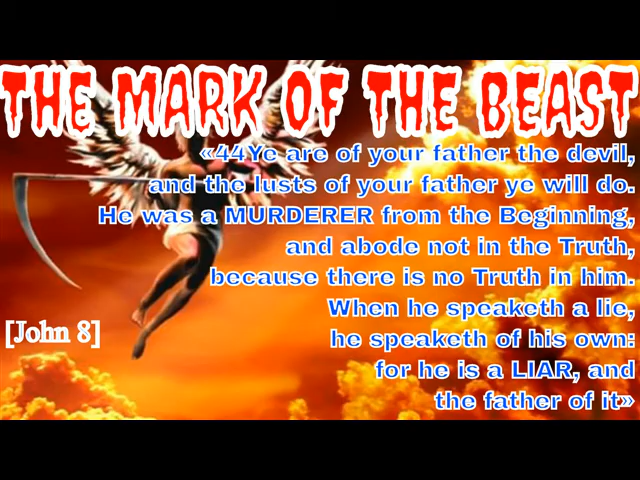 THE MARK OF THE BEAST
«44Ye are of your father the devil,
and the lusts of your father ye will do.
He was a MURDERER from the Beginning,
and abode not in the Truth,
because there is no Truth in him.
When he speaketh a lie,
he speaketh of his own:
for he is a LIAR, and
the father of it»
[John 8]